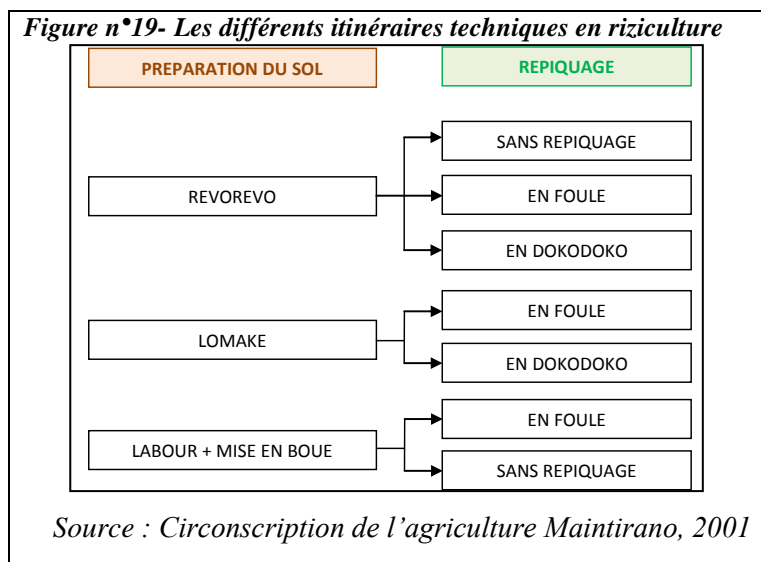 Figure n°19- Les différents itinéraires techniques en riziculture
PREPARATION DU SOL
REPIQUAGE
REVOREVO
SANS REPIQUAGE
EN FOULE
EN DOKODOKO
LOMAKE
EN FOULE
EN DOKODOKO
LABOUR + MISE EN BOUE
EN FOULE
SANS REPIQUAGE
Source : Circonscription de l’agriculture Maintirano, 2001